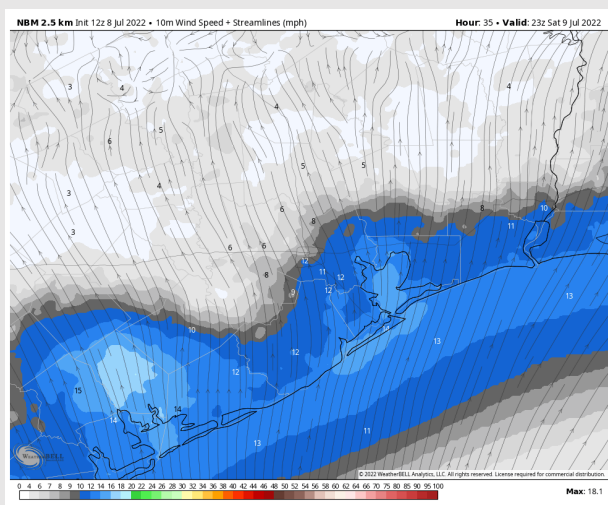 NBM 2.5 km Init 12z 8 Jul 2022 • 10m Wind Speed + Streamlines (mph) Hour: 35 • Valid: 23z Sat 9 Jul 2022
3 4 4
4
5
6
5 5
3 4
6
8 8 10
3 11
6 6
12
8 11 12
9 12 13
10 14
13
12
12
15
14 14
13 11
WeatherBELL
© 2022 WeatherBELL Analytics, LLC. All rights reserved. License required for commercial distribution.
0 4 6 7 8 9 10 12 14 16 18 20 22 24 26 28 30 32 34 36 38 40 42 44 46 48 50 52 54 56 58 60 62 64 66 70 75 80 85 90 95 100
Max: 18.1